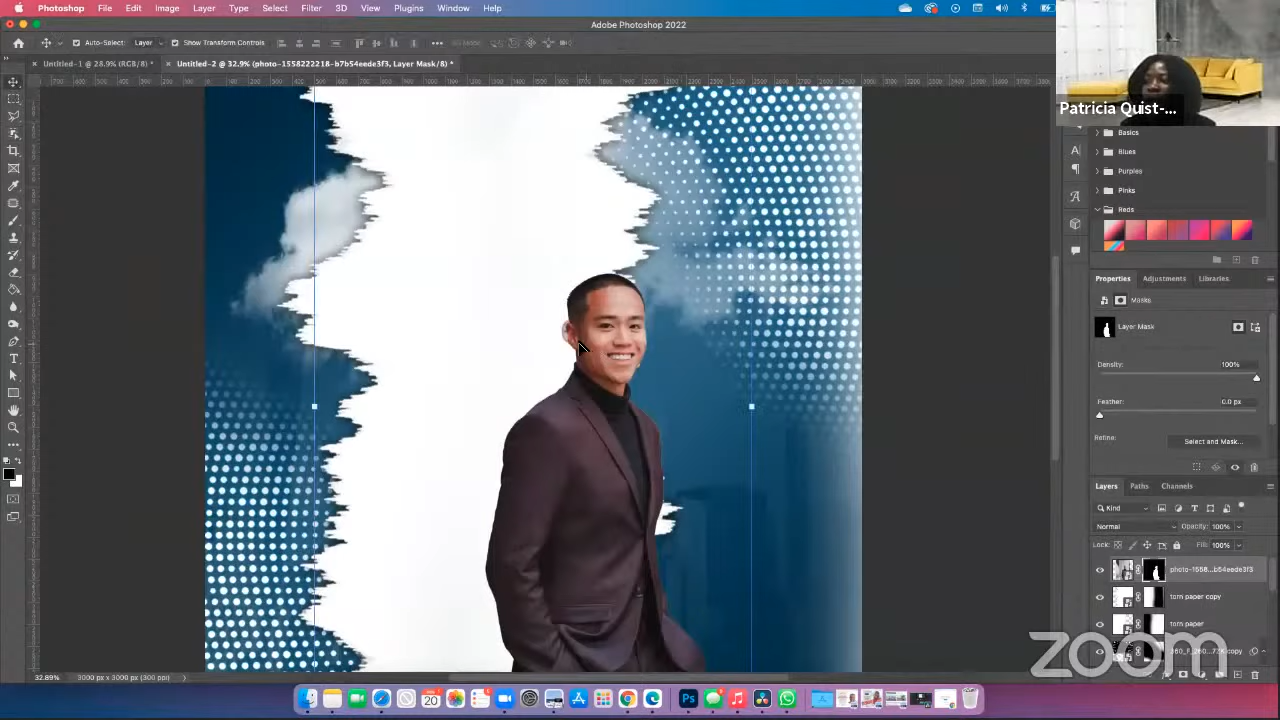 Photoshop File Edit Image Layer Type Select Filter 3D View Plugins Window Help
Adobe Photoshop 2022
Auto-Select: Layer Show Transform Controls
Untitled-1 @ 28.9% (RGB/8) *
Untitled-2 @ 32.9% (photo-1558222218-b7b54eede3f3, Layer Mask/8) *
Patricia Quist-...
Basics
Blues
Purples
Pinks
Reds
Properties Adjustments Libraries
Masks
Layer Mask
Density: 100%
Feather: 0.0 px
Refine: Select and Mask...
Layers Paths Channels
Kind
Normal Opacity: 100%
Lock: Fill: 100%
photo-1558...b54eede3f3
torn paper copy
torn paper
zoom
32.89% 3000 px x 3000 px (300 ppi)